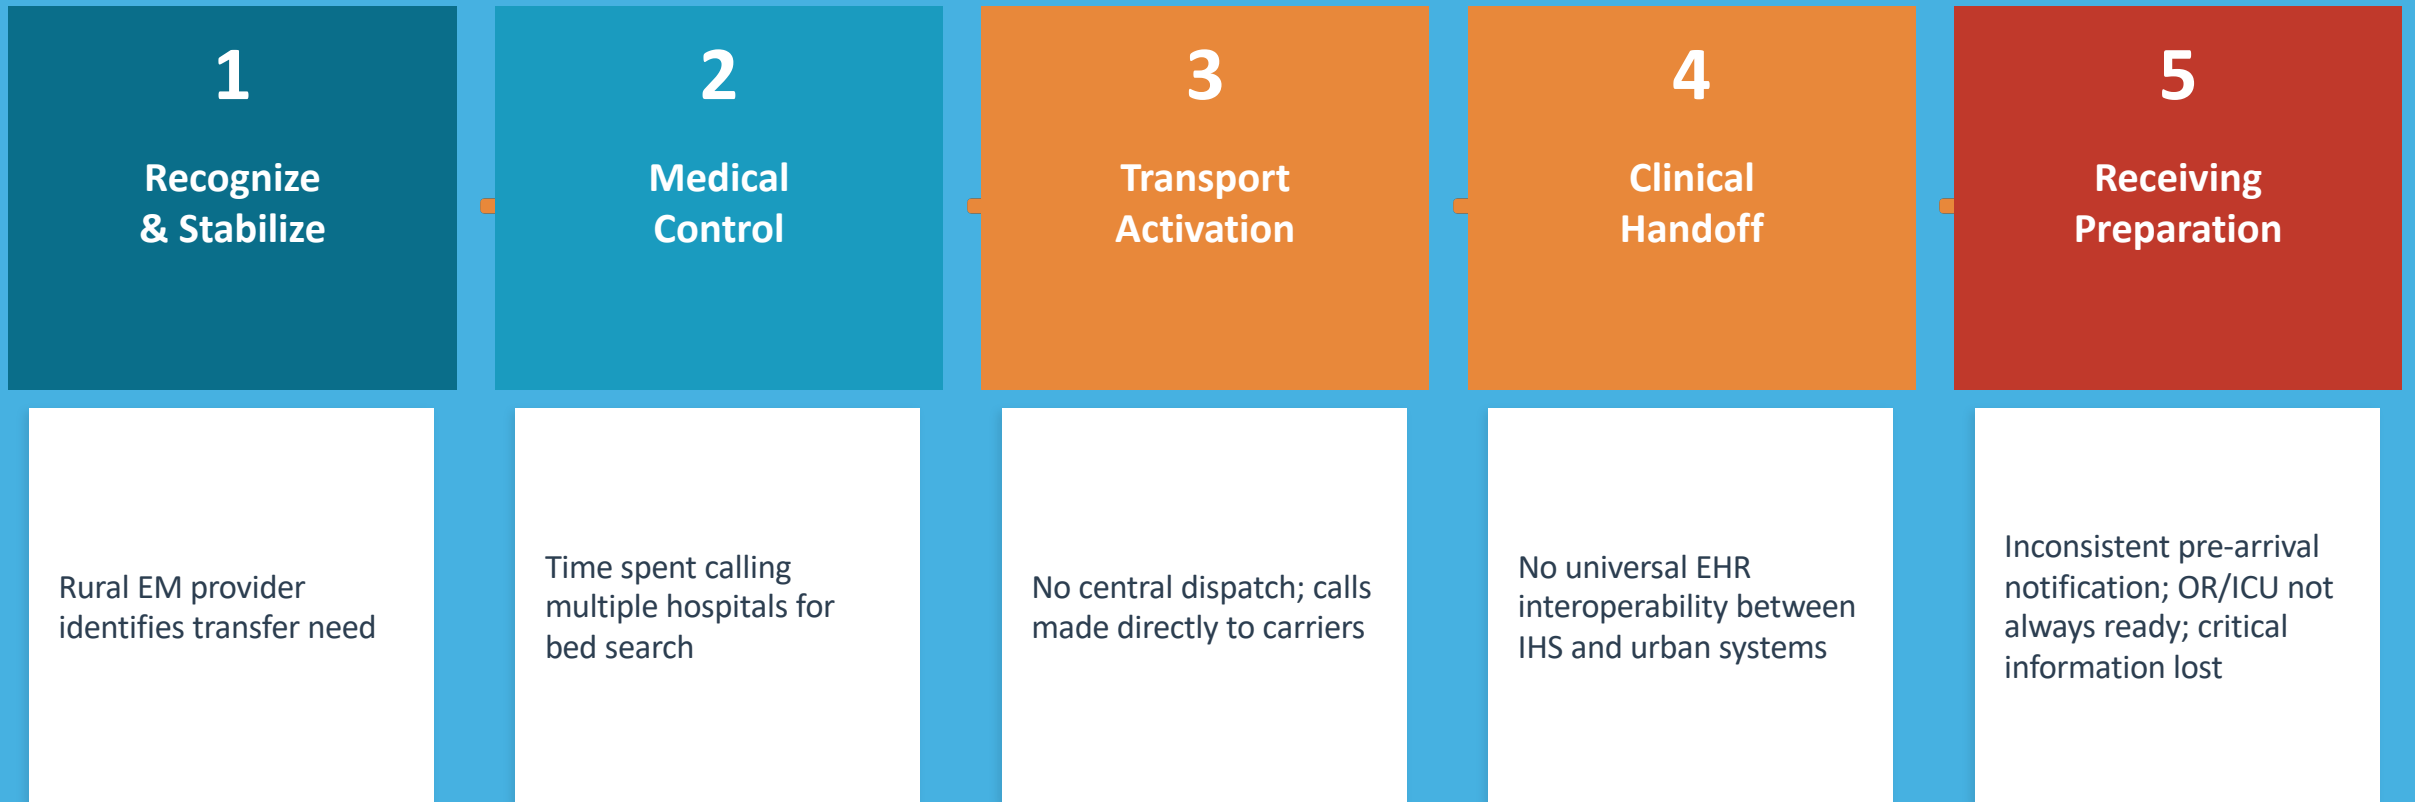 1
Recognize
& Stabilize
2
Medical
Control
3
Transport
Activation
4
Clinical
Handoff
5
Receiving
Preparation
Rural EM provider
identifies transfer need
Time spent calling
multiple hospitals for
bed search
No central dispatch; calls
made directly to carriers
No universal EHR
interoperability between
IHS and urban systems
Inconsistent pre-arrival
notification; OR/ICU not
always ready; critical
information lost